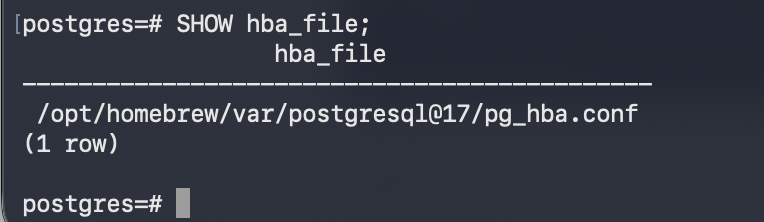 [postgres=# SHOW hba_file;
hba_file
------------------------------------------------
/opt/homebrew/var/postgresql@17/pg_hba.conf
(1 row)
postgres=#